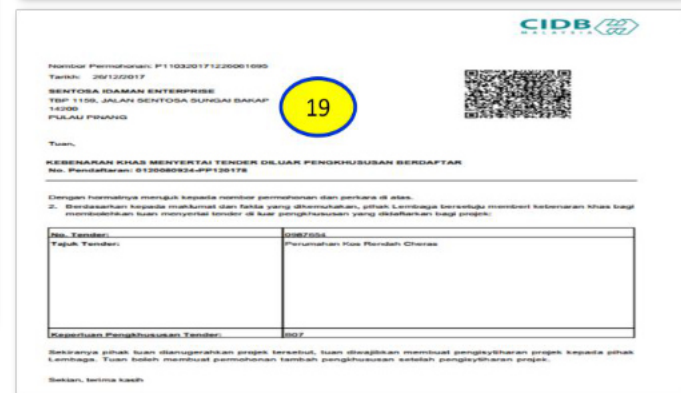 CIDB
MALAYSIA
Nombor Permohonan: P110320171226061695
Tarikh: 26/12/2017
SENTOSA IDAMAN ENTERPRISE
TBP 1159, JALAN SENTOSA SUNGAI BAKAP
14200
PULAU PINANG
19
Tuan,
KEBENARAN KHAS MENYERTAI TENDER DILUAR PENGKHUSUSAN BERDAFTAR
No. Pendaftaran: 0120080924-PP120178
Dengan hormatnya merujuk kepada nombor permohonan dan perkara di atas.
2. Berdasarkan kepada maklumat dan fakta yang dikemukakan, pihak Lembaga bersetuju memberi kebenaran khas bagi
membolehkan tuan menyertai tender di luar pengkhususan yang didaftarkan bagi projek:
No. Tender: 0987654
Tajuk Tender: Perumahan Kos Rendah Cheras
Keperluan Pengkhususan Tender: B07
Sekiranya pihak tuan dianugerahkan projek tersebut, tuan diwajibkan membuat pengisytiharan projek kepada pihak
Lembaga. Tuan boleh membuat permohonan tambah pengkhususan setelah pengisytiharan projek.
Sekian, terima kasih